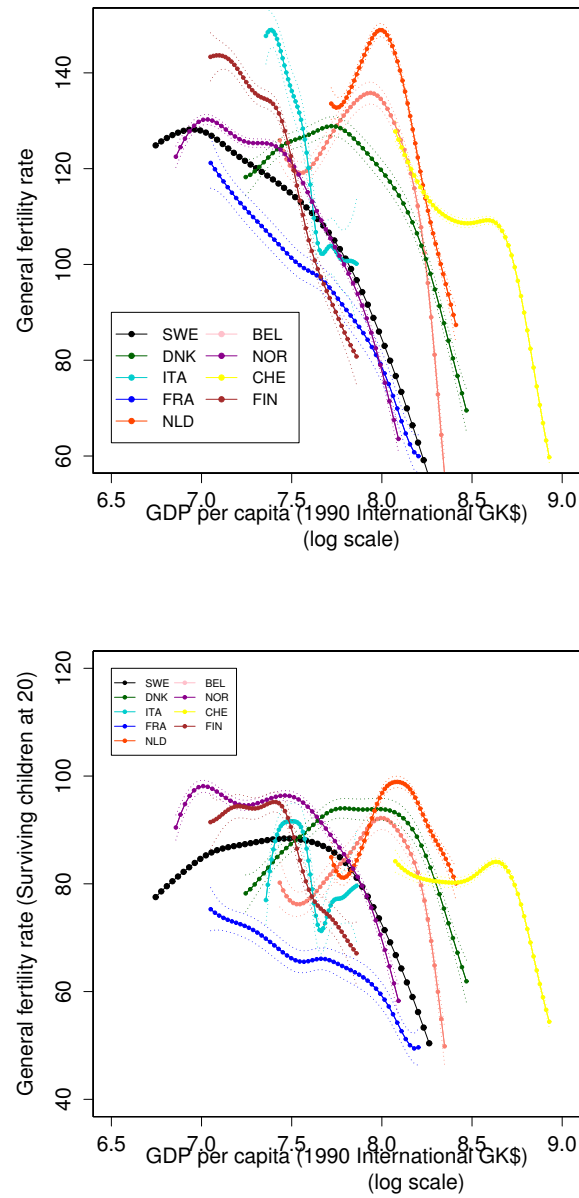 140
120
100
80
60
General fertility rate
SWE
DNK
ITA
FRA
NLD
BEL
NOR
CHE
FIN
6.5 7.0 7.5 8.0 8.5 9.0
GDP per capita (1990 International GK$)
(log scale)
120
100
80
60
40
General fertility rate (Surviving children at 20)
SWE
DNK
ITA
FRA
NLD
BEL
NOR
CHE
FIN
6.5 7.0 7.5 8.0 8.5 9.0
GDP per capita (1990 International GK$)
(log scale)